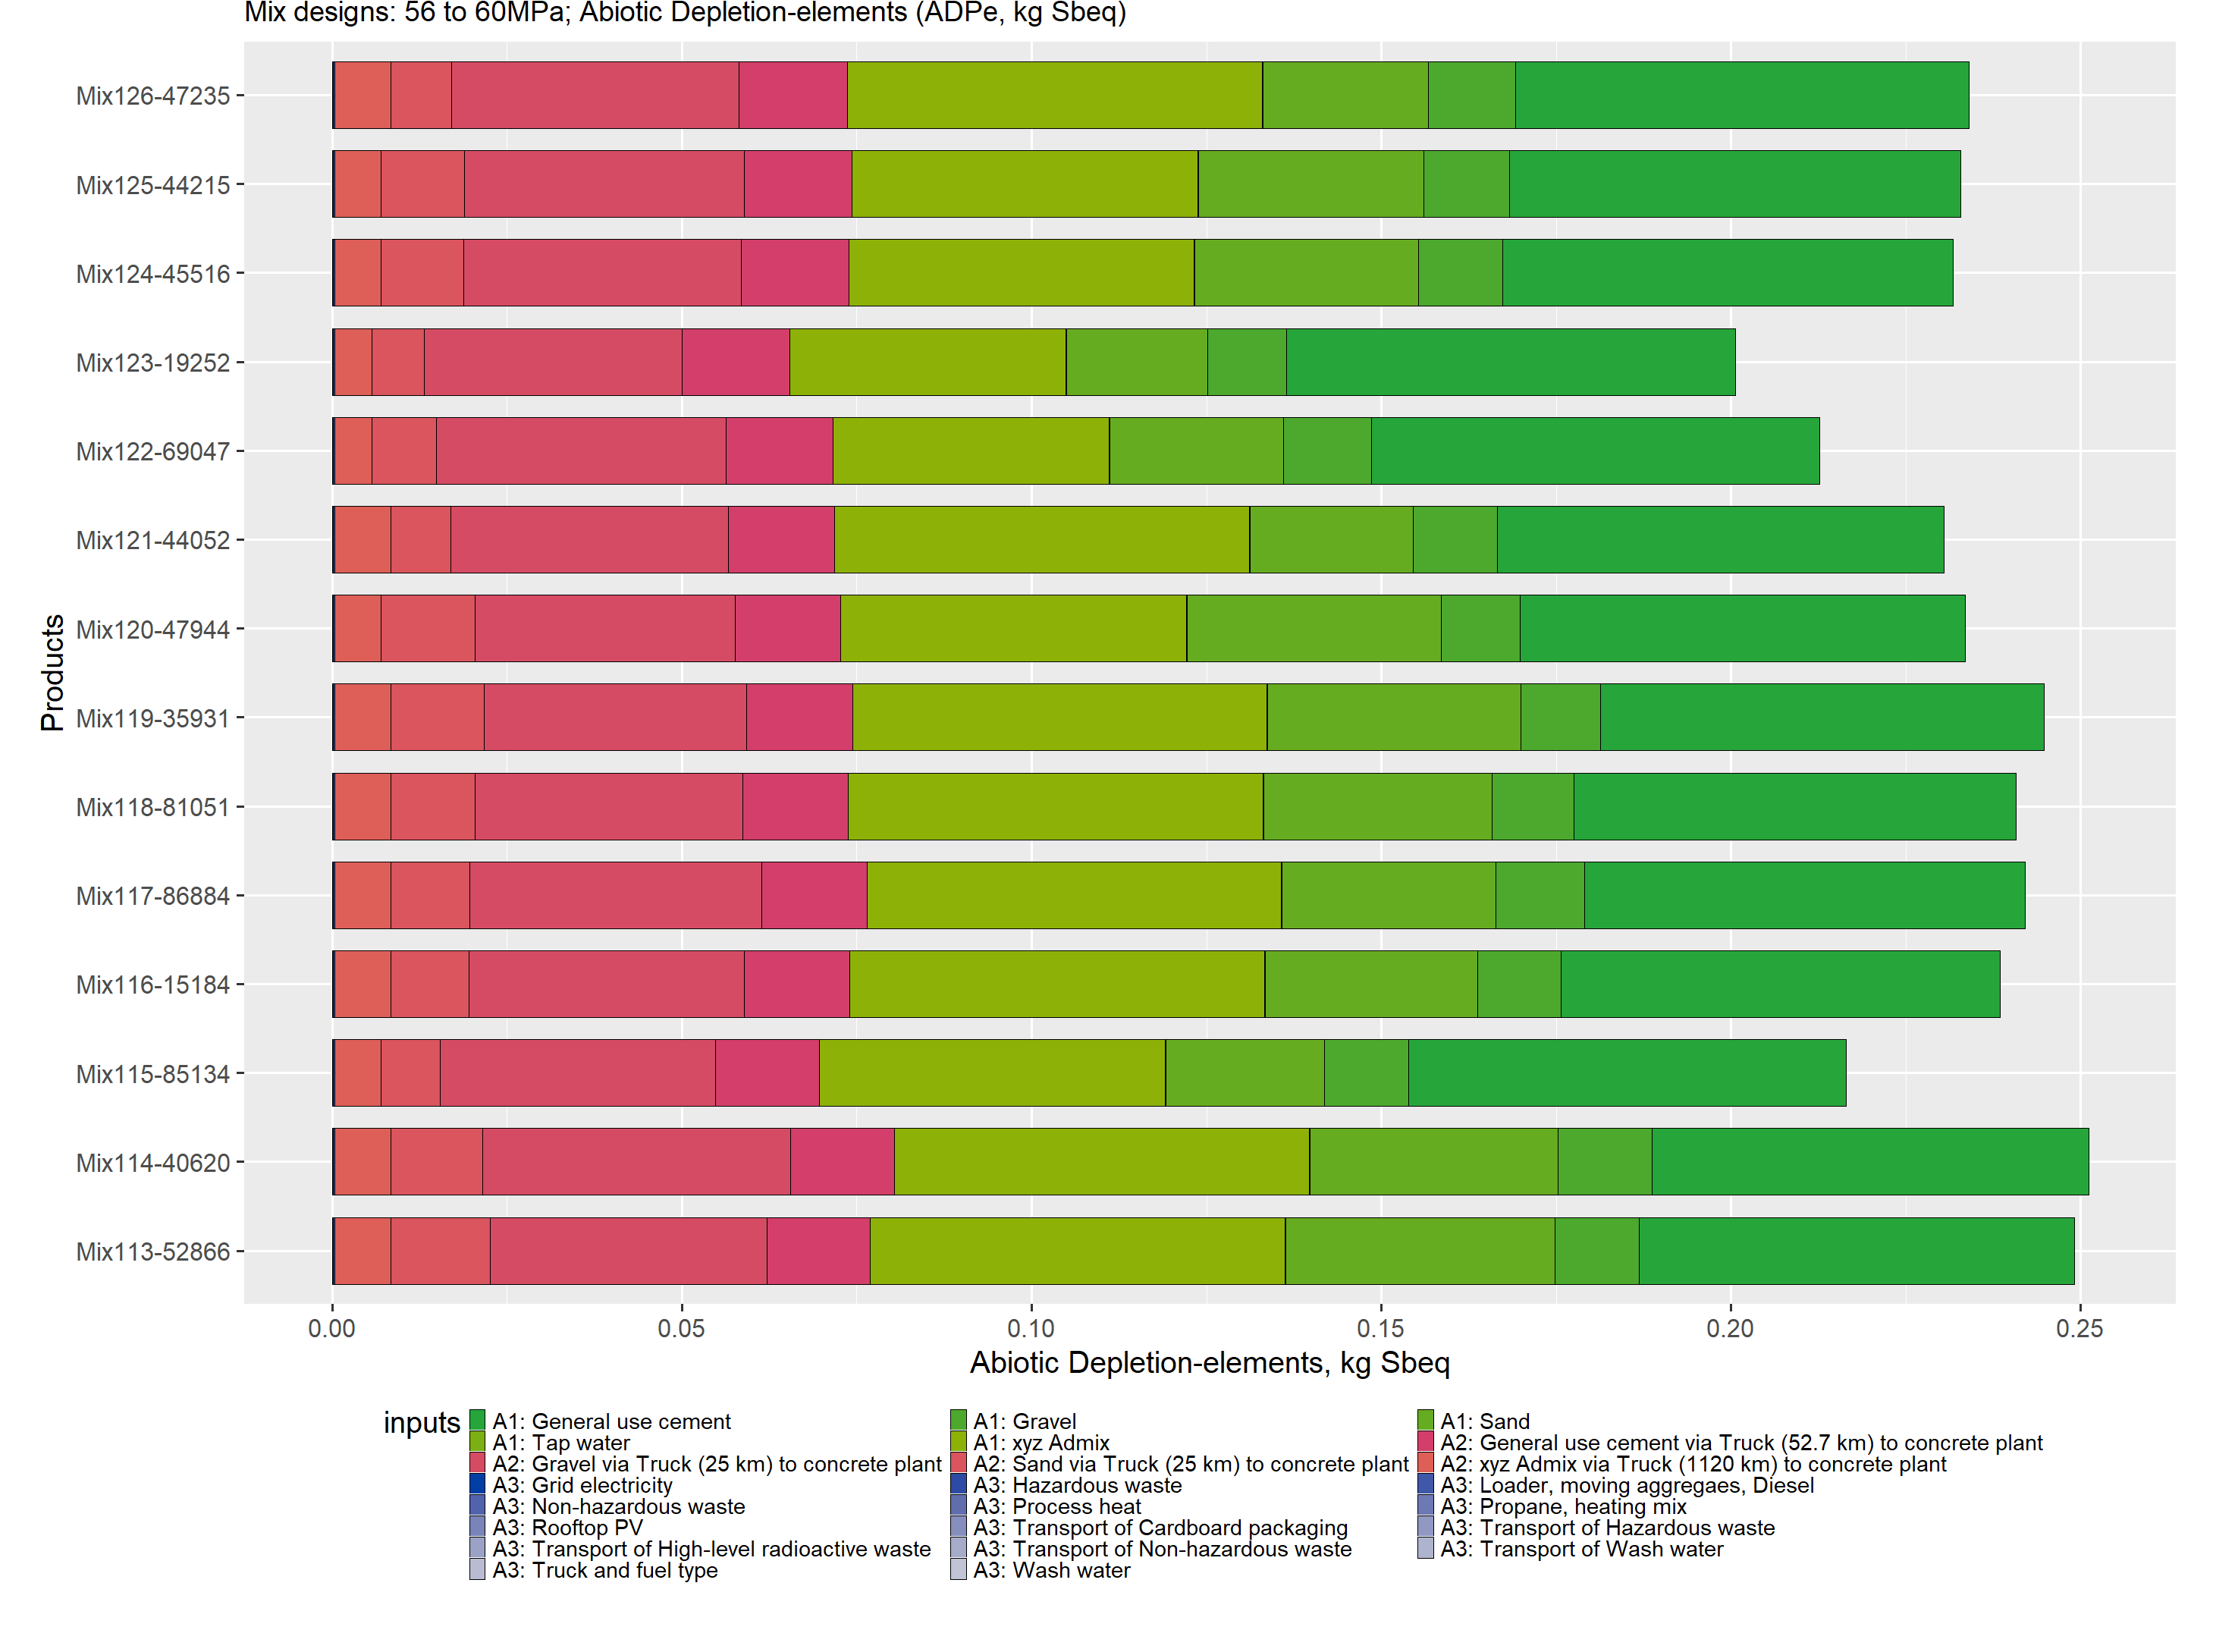 Mix designs: 56 to 60MPa; Abiotic Depletion-elements (ADPe, kg Sbeq)
Products
Mix126-47235
Mix125-44215
Mix124-45516
Mix123-19252
Mix122-69047
Mix121-44052
Mix120-47944
Mix119-35931
Mix118-81051
Mix117-86884
Mix116-15184
Mix115-85134
Mix114-40620
Mix113-52866
0.00 0.05 0.10 0.15 0.20 0.25
Abiotic Depletion-elements, kg Sbeq
inputs
A1: General use cement A1: Gravel A1: Sand
A1: Tap water A1: xyz Admix A2: General use cement via Truck (52.7 km) to concrete plant
A2: Gravel via Truck (25 km) to concrete plant A2: Sand via Truck (25 km) to concrete plant A2: xyz Admix via Truck (1120 km) to concrete plant
A3: Grid electricity A3: Hazardous waste A3: Loader, moving aggregaes, Diesel
A3: Non-hazardous waste A3: Process heat A3: Propane, heating mix
A3: Rooftop PV A3: Transport of Cardboard packaging A3: Transport of Hazardous waste
A3: Transport of High-level radioactive waste A3: Transport of Non-hazardous waste A3: Transport of Wash water
A3: Truck and fuel type A3: Wash water